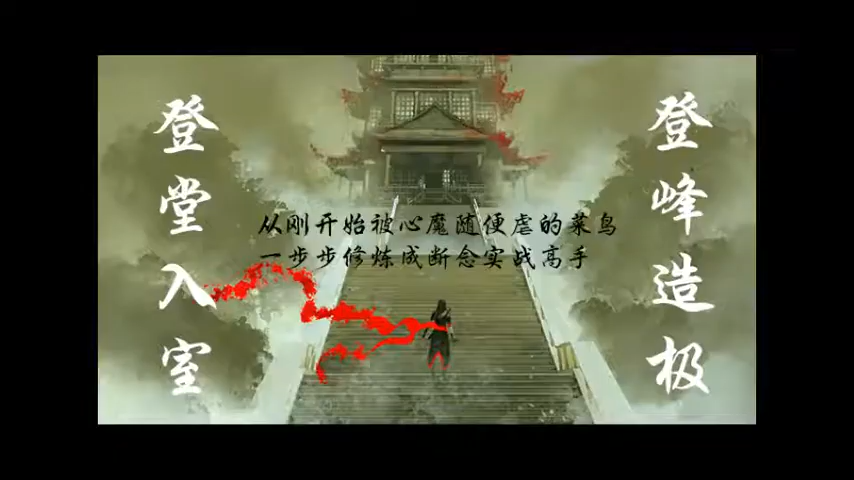 登堂入室
从刚开始被心魔随便虐的菜鸟
一步步修炼成断念实战高手
登峰造极